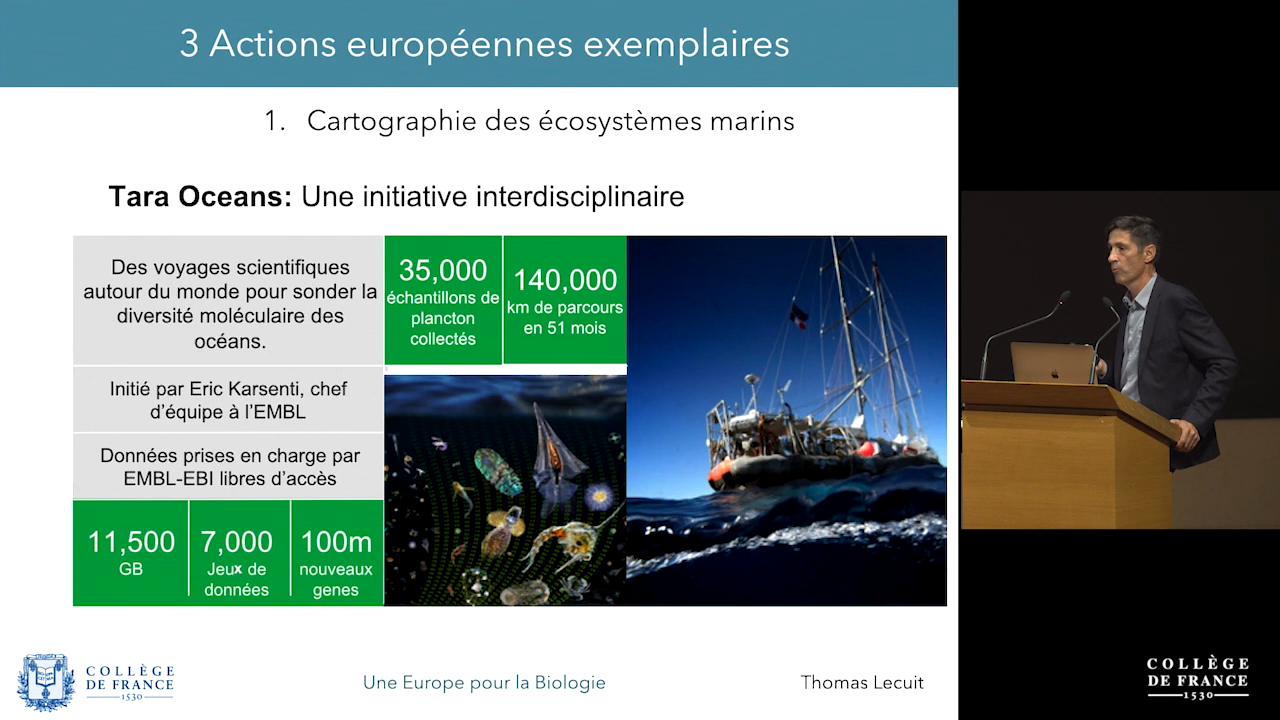 3 Actions européennes exemplaires
1. Cartographie des écosystèmes marins
Tara Oceans: Une initiative interdisciplinaire
Des voyages scientifiques
autour du monde pour sonder la
diversité moléculaire des
océans.
35,000
échantillons de
plancton
collectés
140,000
km de parcours
en 51 mois
Initié par Eric Karsenti, chef
d'équipe à l'EMBL
Données prises en charge par
EMBL-EBI libres d'accès
11,500
GB
7,000
Jeux de
données
100m
nouveaux
genes
COLLÈGE
DE FRANCE
1530
Une Europe pour la Biologie
Thomas Lecuit
COLLÈGE
DE FRANCE
1530